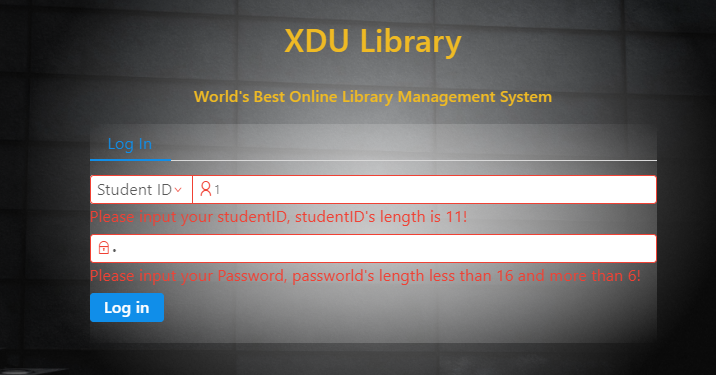 XDU Library
World's Best Online Library Management System
Log In
Student ID 1
Please input your studentID, studentID's length is 11!
•
Please input your Password, passworld's length less than 16 and more than 6!
Log in